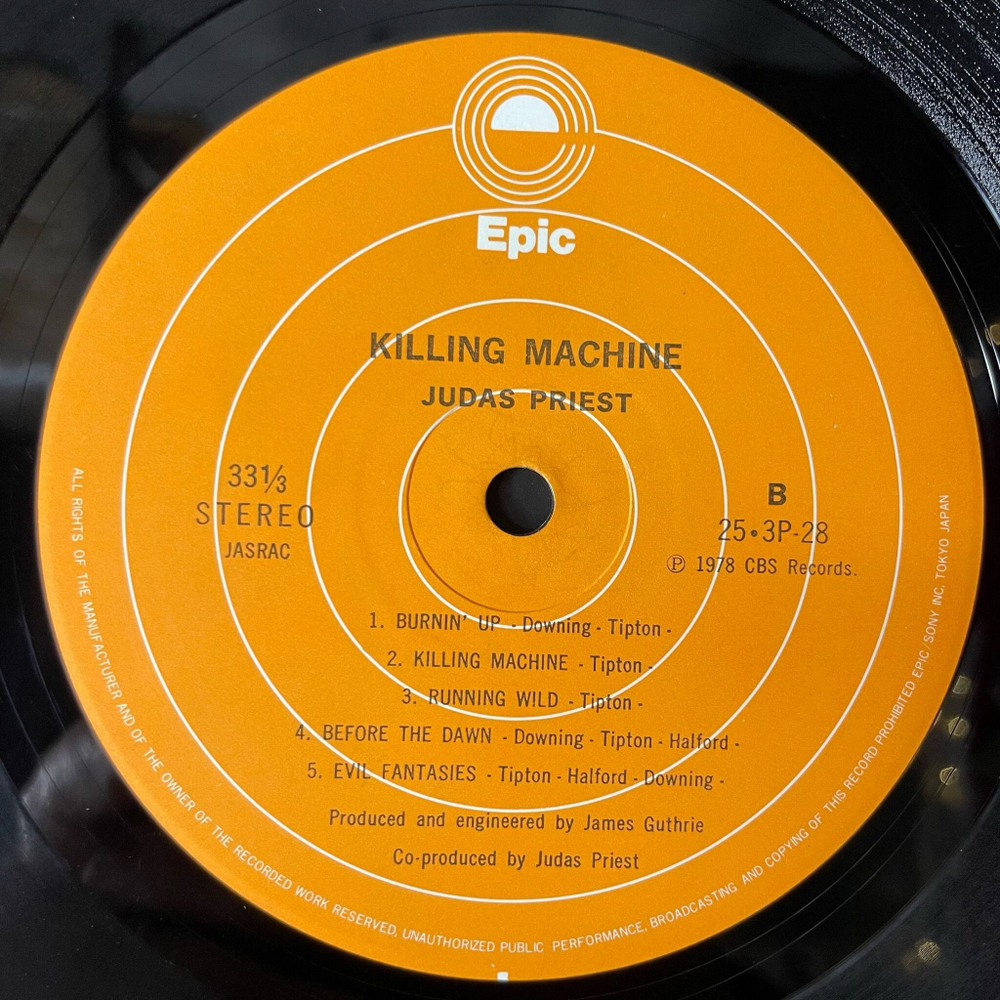 Epic
KILLING MACHINE
JUDAS PRIEST
33⅓
STEREO
JASRAC
B
25•3P-28
Ⓟ 1978 CBS Records.
1. BURNIN' UP - Downing - Tipton -
2. KILLING MACHINE - Tipton -
3. RUNNING WILD - Tipton -
4. BEFORE THE DAWN - Downing - Tipton - Halford -
5. EVIL FANTASIES - Tipton - Halford - Downing -
Produced and engineered by James Guthrie
Co-produced by Judas Priest
ALL RIGHTS OF THE MANUFACTURER AND OF THE OWNER OF THE RECORDED WORK RESERVED, UNAUTHORIZED PUBLIC PERFORMANCE, BROADCASTING AND COPYING OF THIS RECORD PROHIBITED EPIC/SONY INC. TOKYO JAPAN